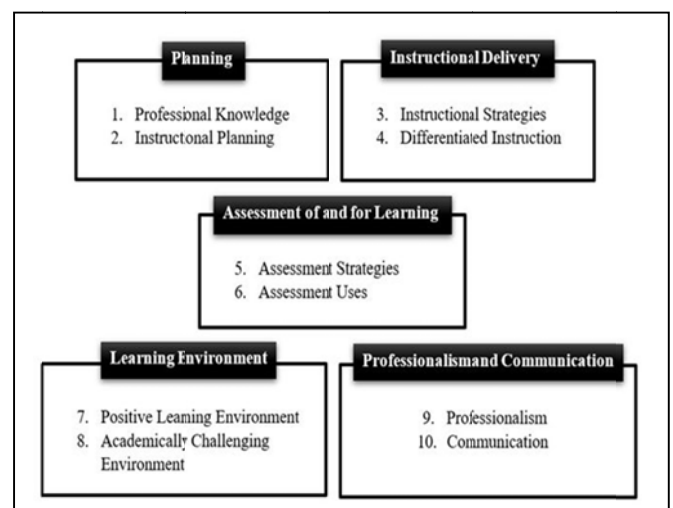 Planning
1. Professional Knowledge
2. Instructonal Planning
Instructional Delivery
3. Instructional Strategies
4. Differentiated Instruction
Assessment of and for Learning
5. Assessment Strategies
6. Assessment Uses
Learning Environment
7. Positive Learning Environment
8. Academically Challenging
Environment
Professionalismand Communication
9. Professionalism
10. Communication